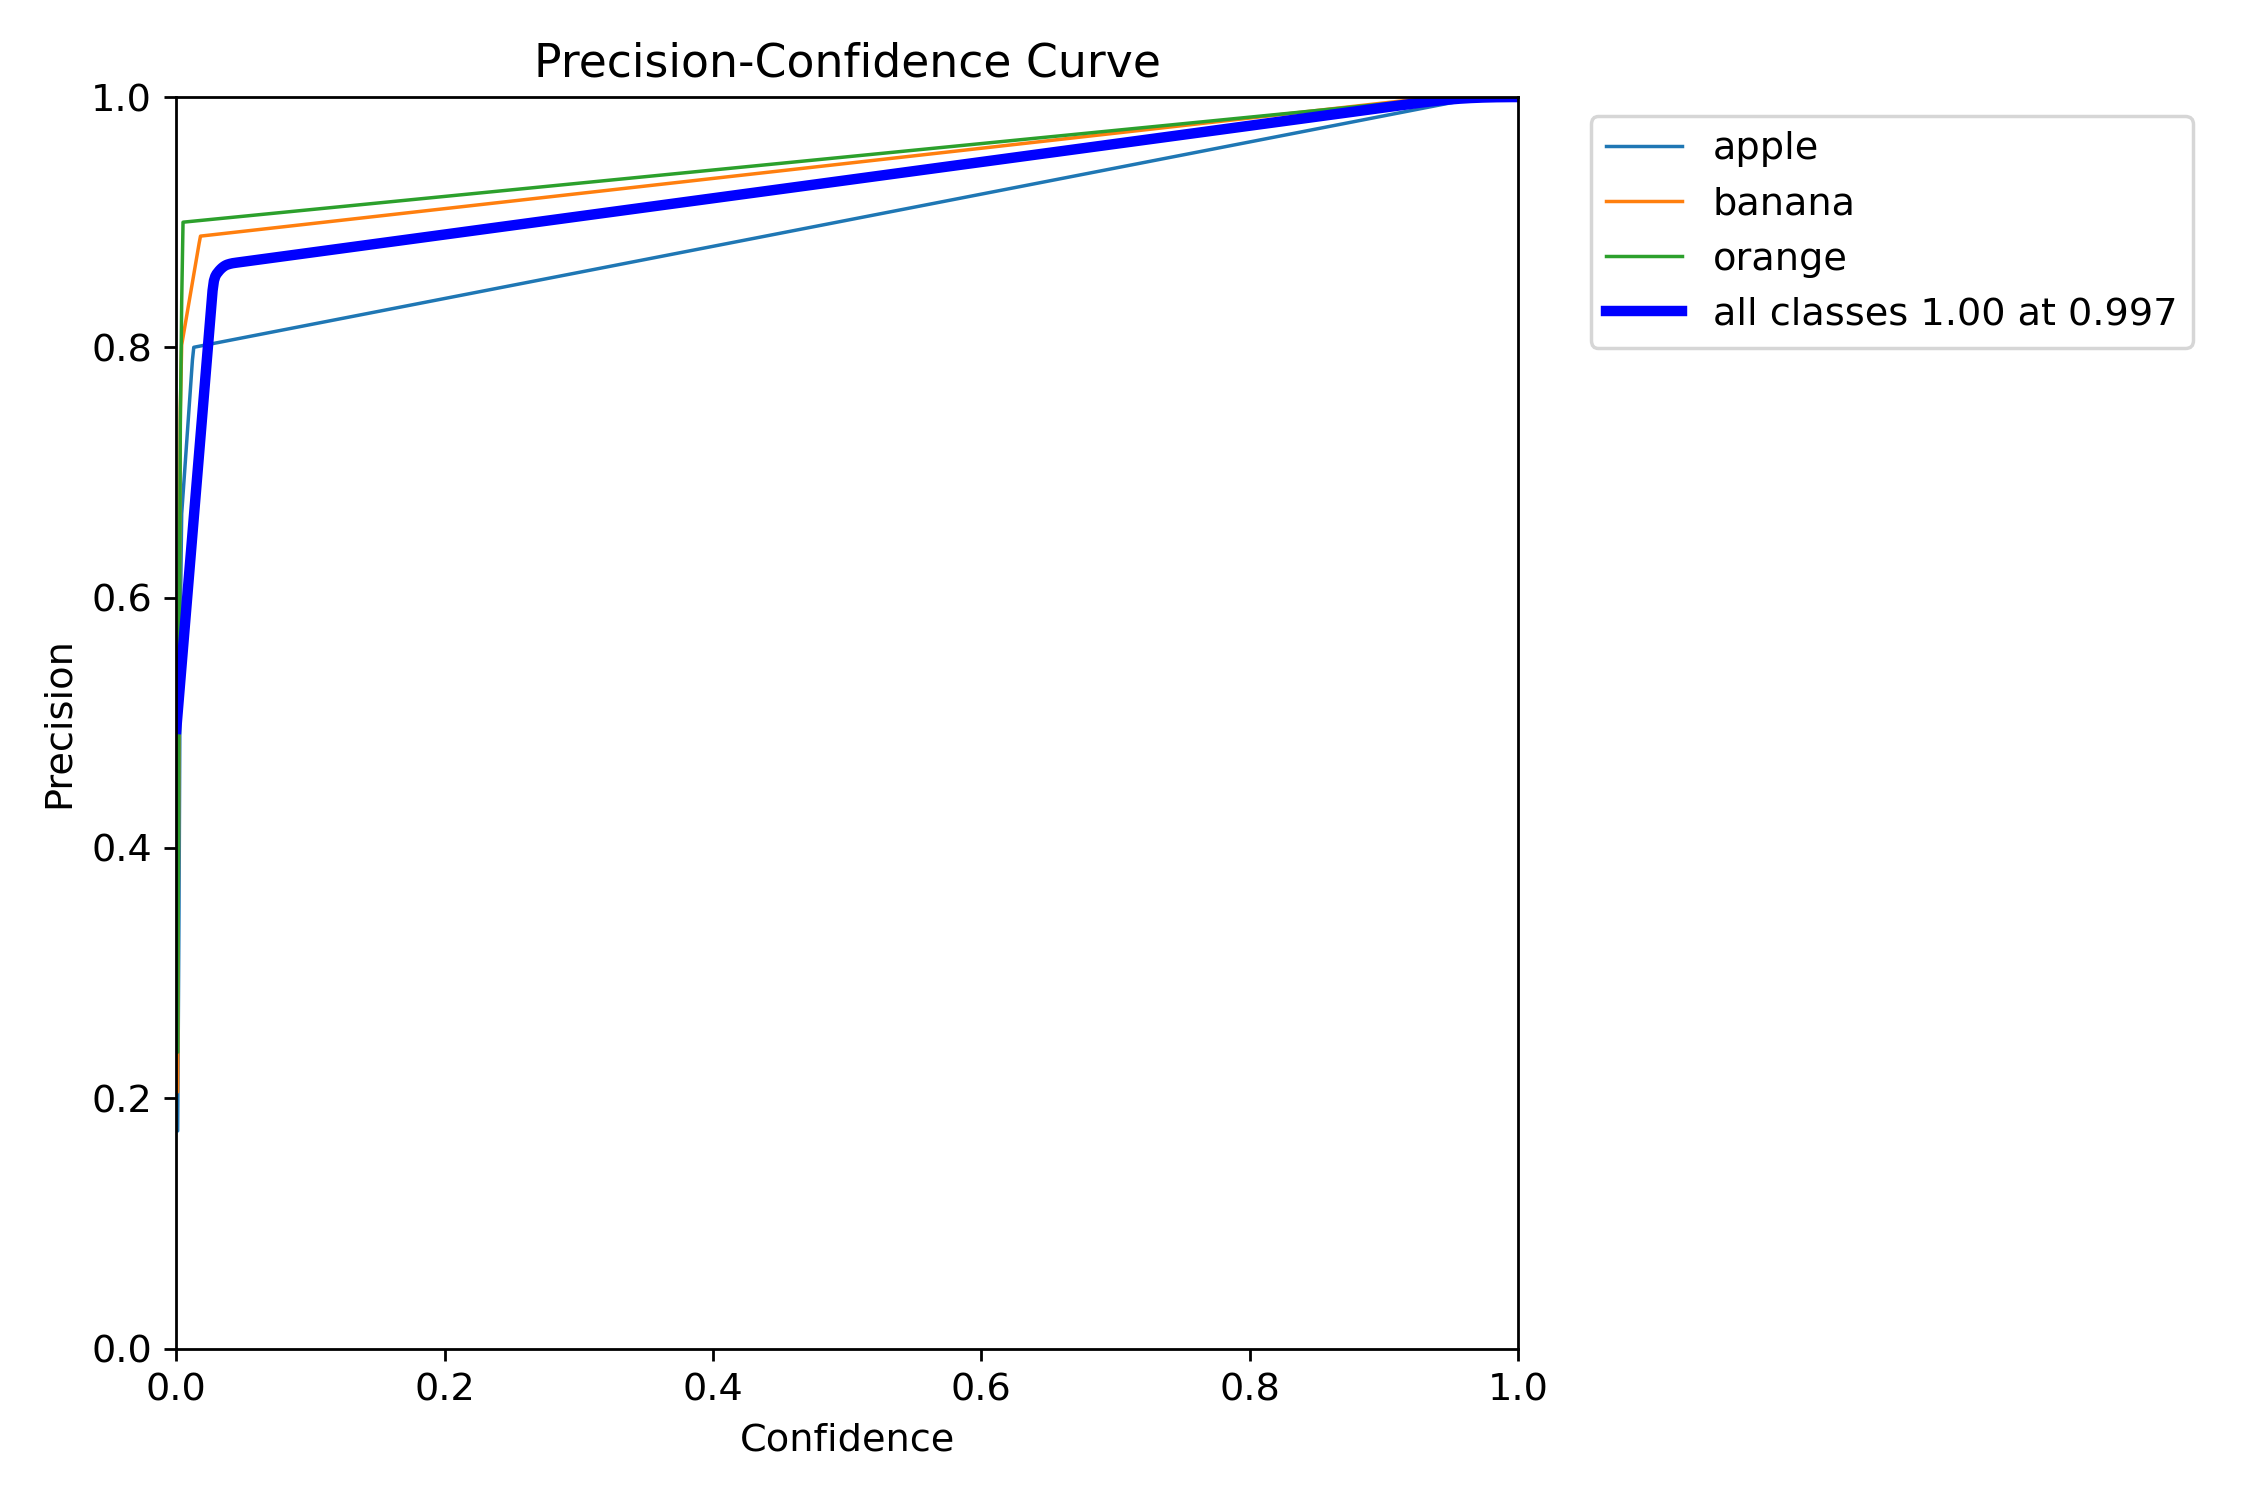 Precision-Confidence Curve
1.0
0.8
0.6
0.4
0.2
0.0
Precision
0.0 0.2 0.4 0.6 0.8 1.0
Confidence
apple
banana
orange
all classes 1.00 at 0.997